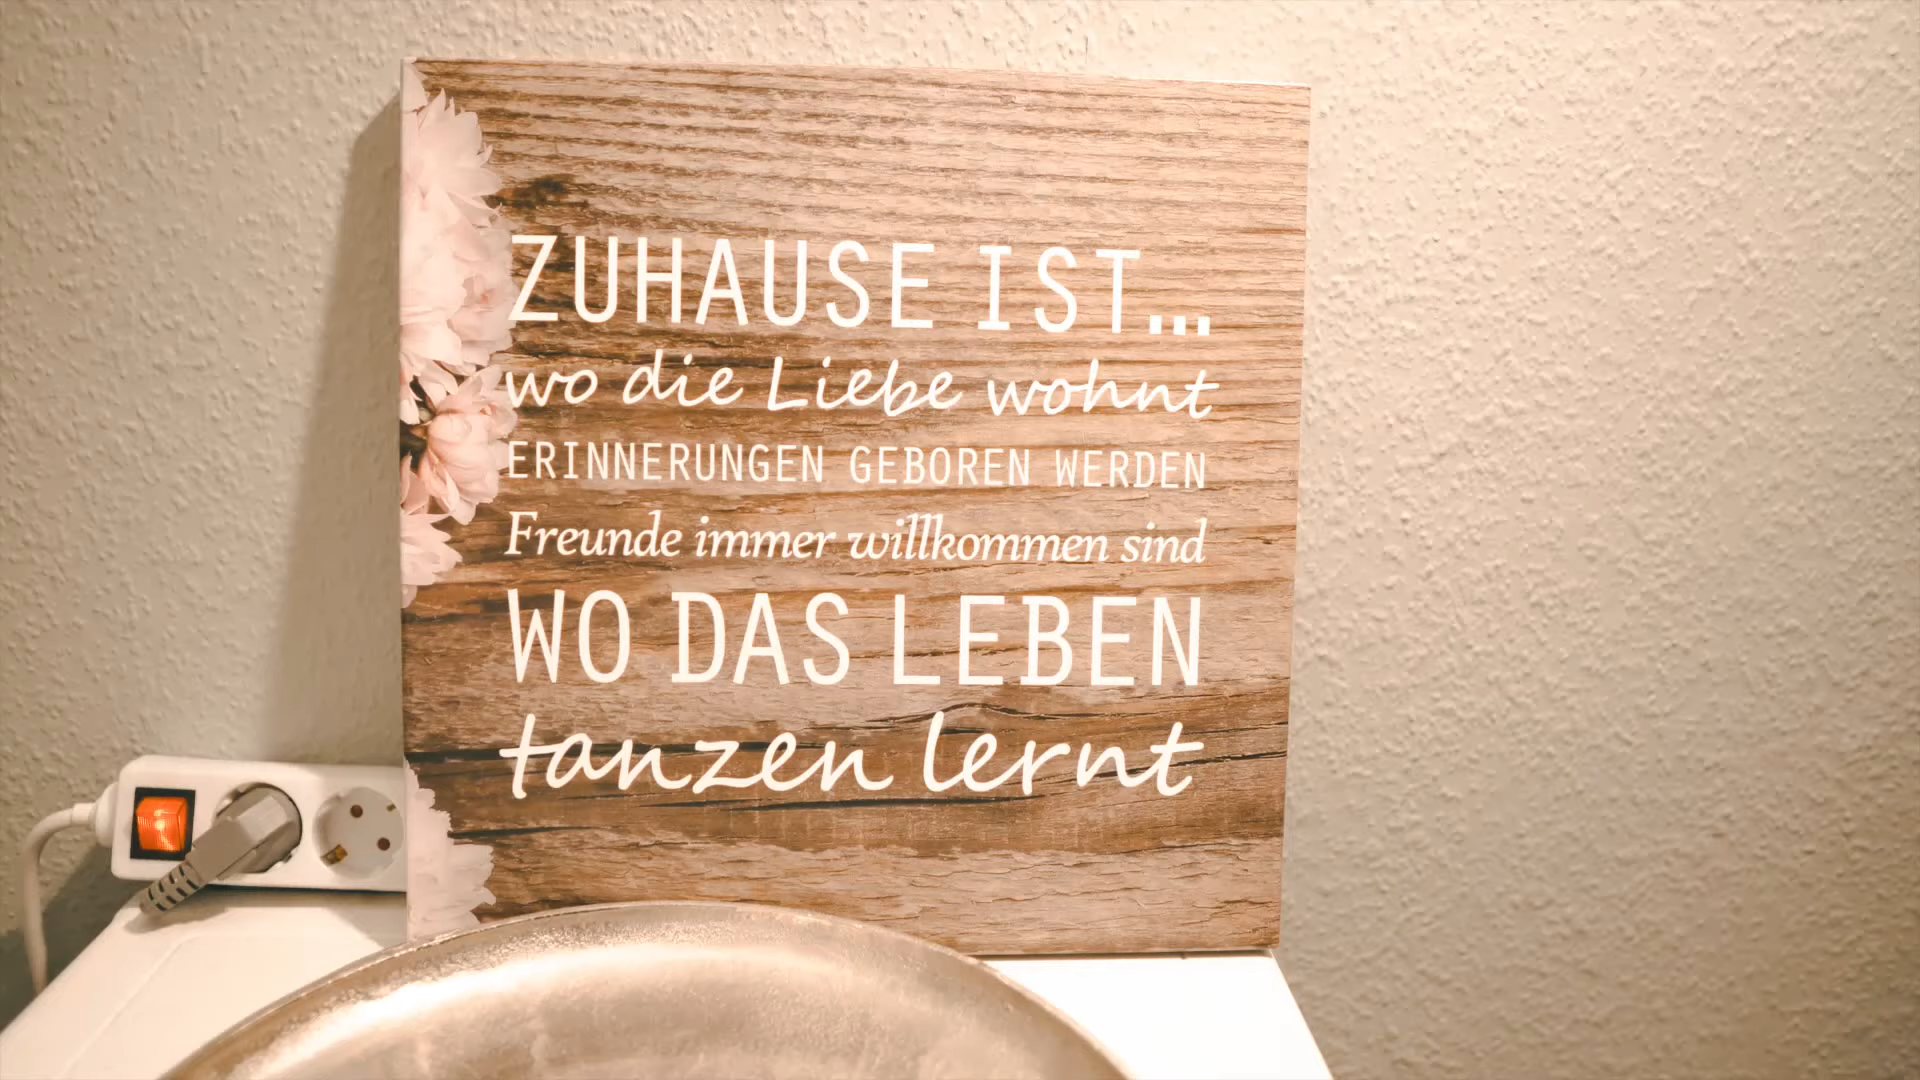 ZUHAUSE IST...
wo die Liebe wohnt
ERINNERUNGEN GEBOREN WERDEN
Freunde immer willkommen sind
WO DAS LEBEN
tanzen lernt